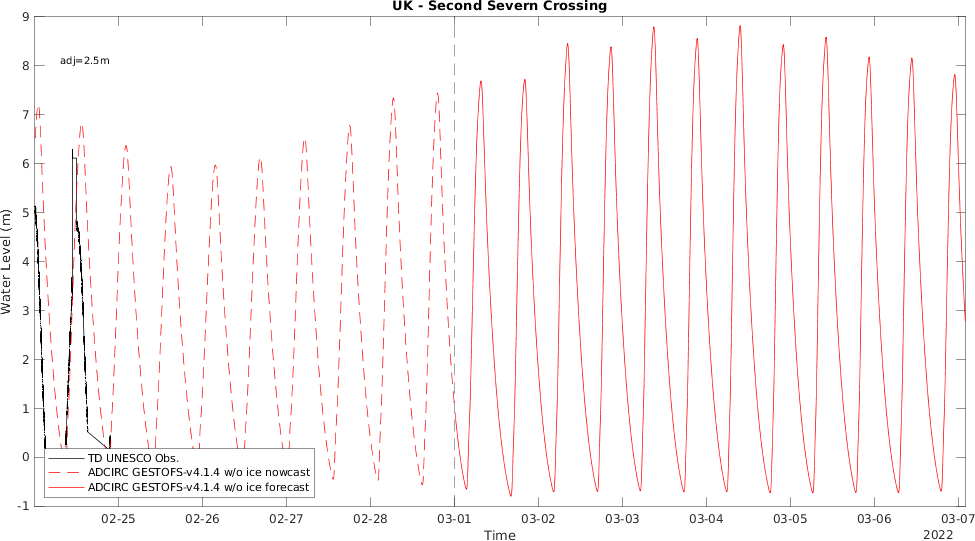 UK - Second Severn Crossing
adj=2.5m
9
8
7
6
5
4
3
2
1
0
-1
Water Level (m)
TD UNESCO Obs.
ADCIRC GESTOFS-v4.1.4 w/o ice nowcast
ADCIRC GESTOFS-v4.1.4 w/o ice forecast
02-25 02-26 02-27 02-28 03-01 03-02 03-03 03-04 03-05 03-06 03-07
Time
2022